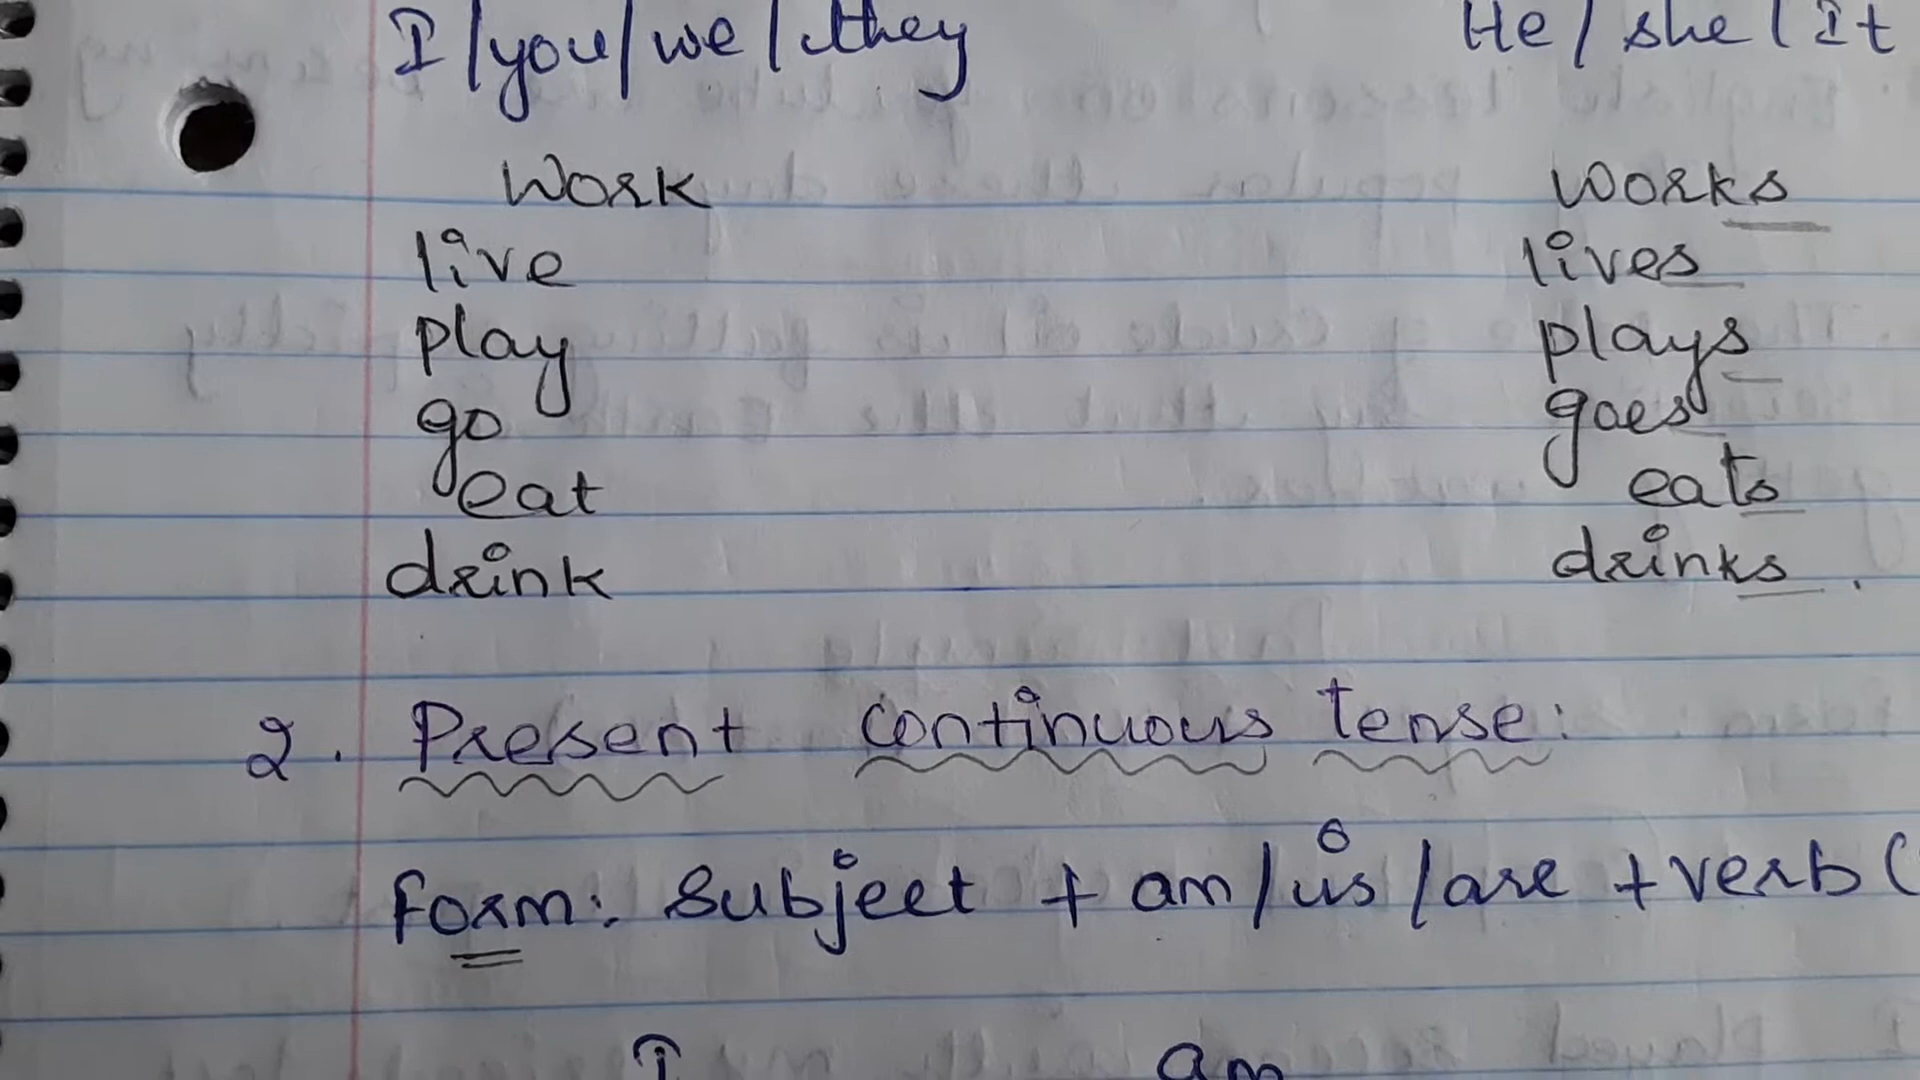 I/you/we/they He/she/It
Work works
live lives
play plays
go goes
eat eats
drink drinks.
2. Present continuous tense:
Form: Subject + am/is/are + verb (
I am